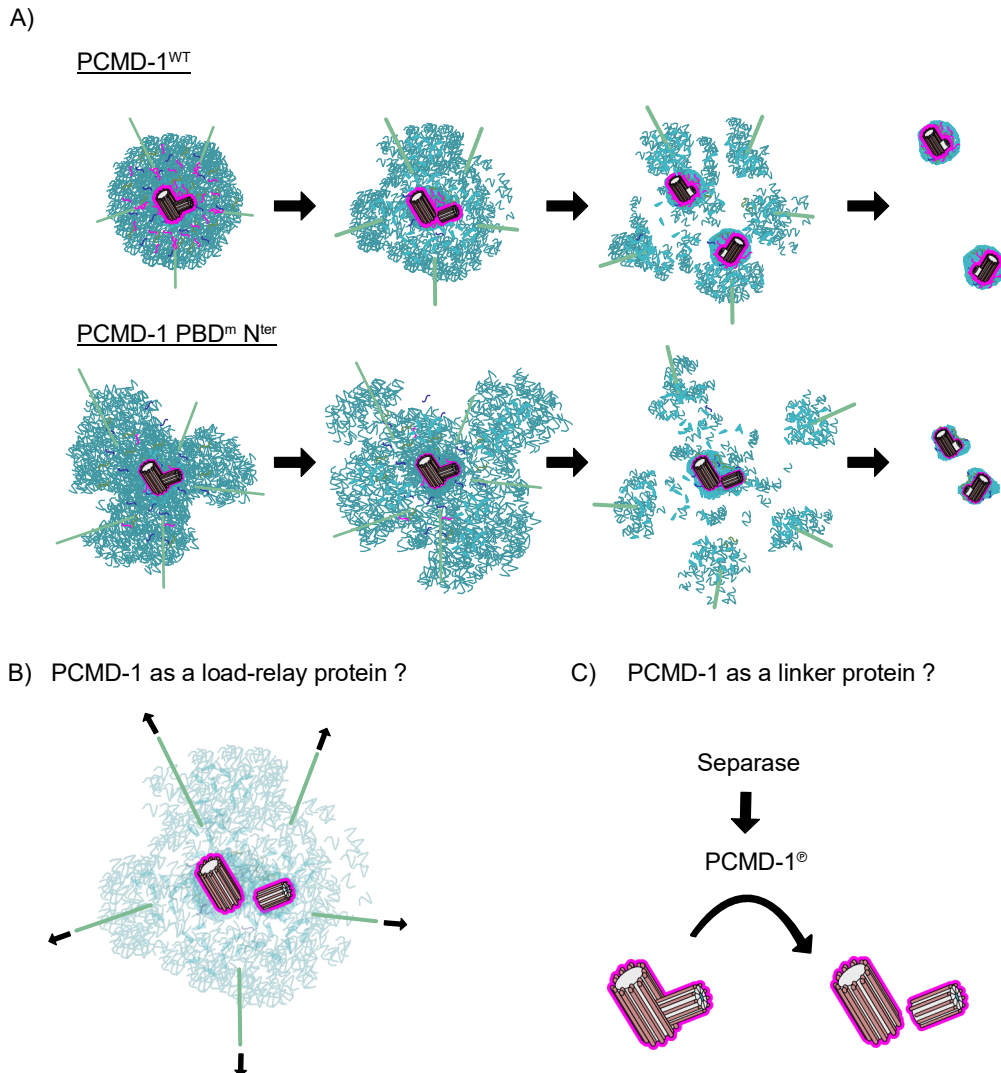 A)
PCMD-1ᵂᵀ
PCMD-1 PBDᵐ Nᵗᵉʳ
B) PCMD-1 as a load-relay protein ?
C) PCMD-1 as a linker protein ?
Separase
PCMD-1℗